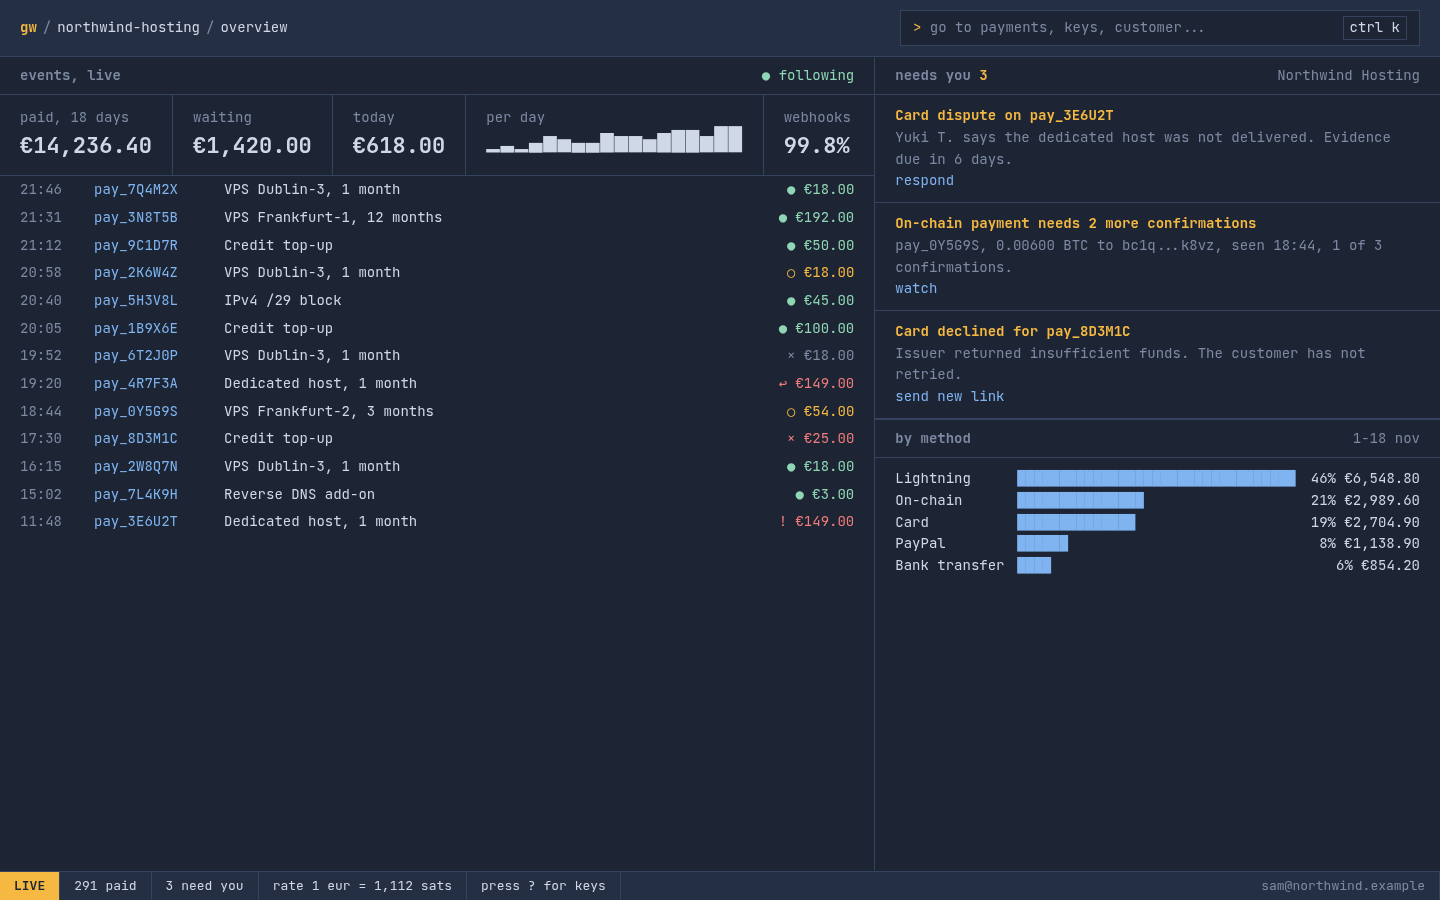 gw / northwind-hosting / overview
> go to payments, keys, customer... ctrl k
events, live ● following
paid, 18 days
€14,236.40
waiting
€1,420.00
today
€618.00
per day
webhooks
99.8%
21:46 pay_7Q4M2X VPS Dublin-3, 1 month ● €18.00
21:31 pay_3N8T5B VPS Frankfurt-1, 12 months ● €192.00
21:12 pay_9C1D7R Credit top-up ● €50.00
20:58 pay_2K6W4Z VPS Dublin-3, 1 month ○ €18.00
20:40 pay_5H3V8L IPv4 /29 block ● €45.00
20:05 pay_1B9X6E Credit top-up ● €100.00
19:52 pay_6T2J0P VPS Dublin-3, 1 month × €18.00
19:20 pay_4R7F3A Dedicated host, 1 month ↩ €149.00
18:44 pay_0Y5G9S VPS Frankfurt-2, 3 months ○ €54.00
17:30 pay_8D3M1C Credit top-up × €25.00
16:15 pay_2W8Q7N VPS Dublin-3, 1 month ● €18.00
15:02 pay_7L4K9H Reverse DNS add-on ● €3.00
11:48 pay_3E6U2T Dedicated host, 1 month ! €149.00
needs you 3 Northwind Hosting
Card dispute on pay_3E6U2T
Yuki T. says the dedicated host was not delivered. Evidence
due in 6 days.
respond
On-chain payment needs 2 more confirmations
pay_0Y5G9S, 0.00600 BTC to bc1q...k8vz, seen 18:44, 1 of 3
confirmations.
watch
Card declined for pay_8D3M1C
Issuer returned insufficient funds. The customer has not
retried.
send new link
by method 1-18 nov
Lightning 46% €6,548.80
On-chain 21% €2,989.60
Card 19% €2,704.90
PayPal 8% €1,138.90
Bank transfer 6% €854.20
LIVE 291 paid 3 need you rate 1 eur = 1,112 sats press ? for keys sam@northwind.example